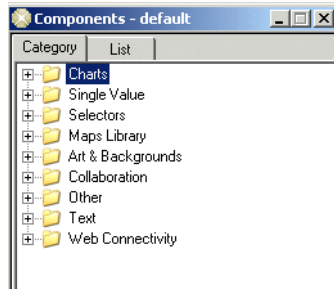 Components - default
Category List
Charts
Single Value
Selectors
Maps Library
Art & Backgrounds
Collaboration
Other
Text
Web Connectivity